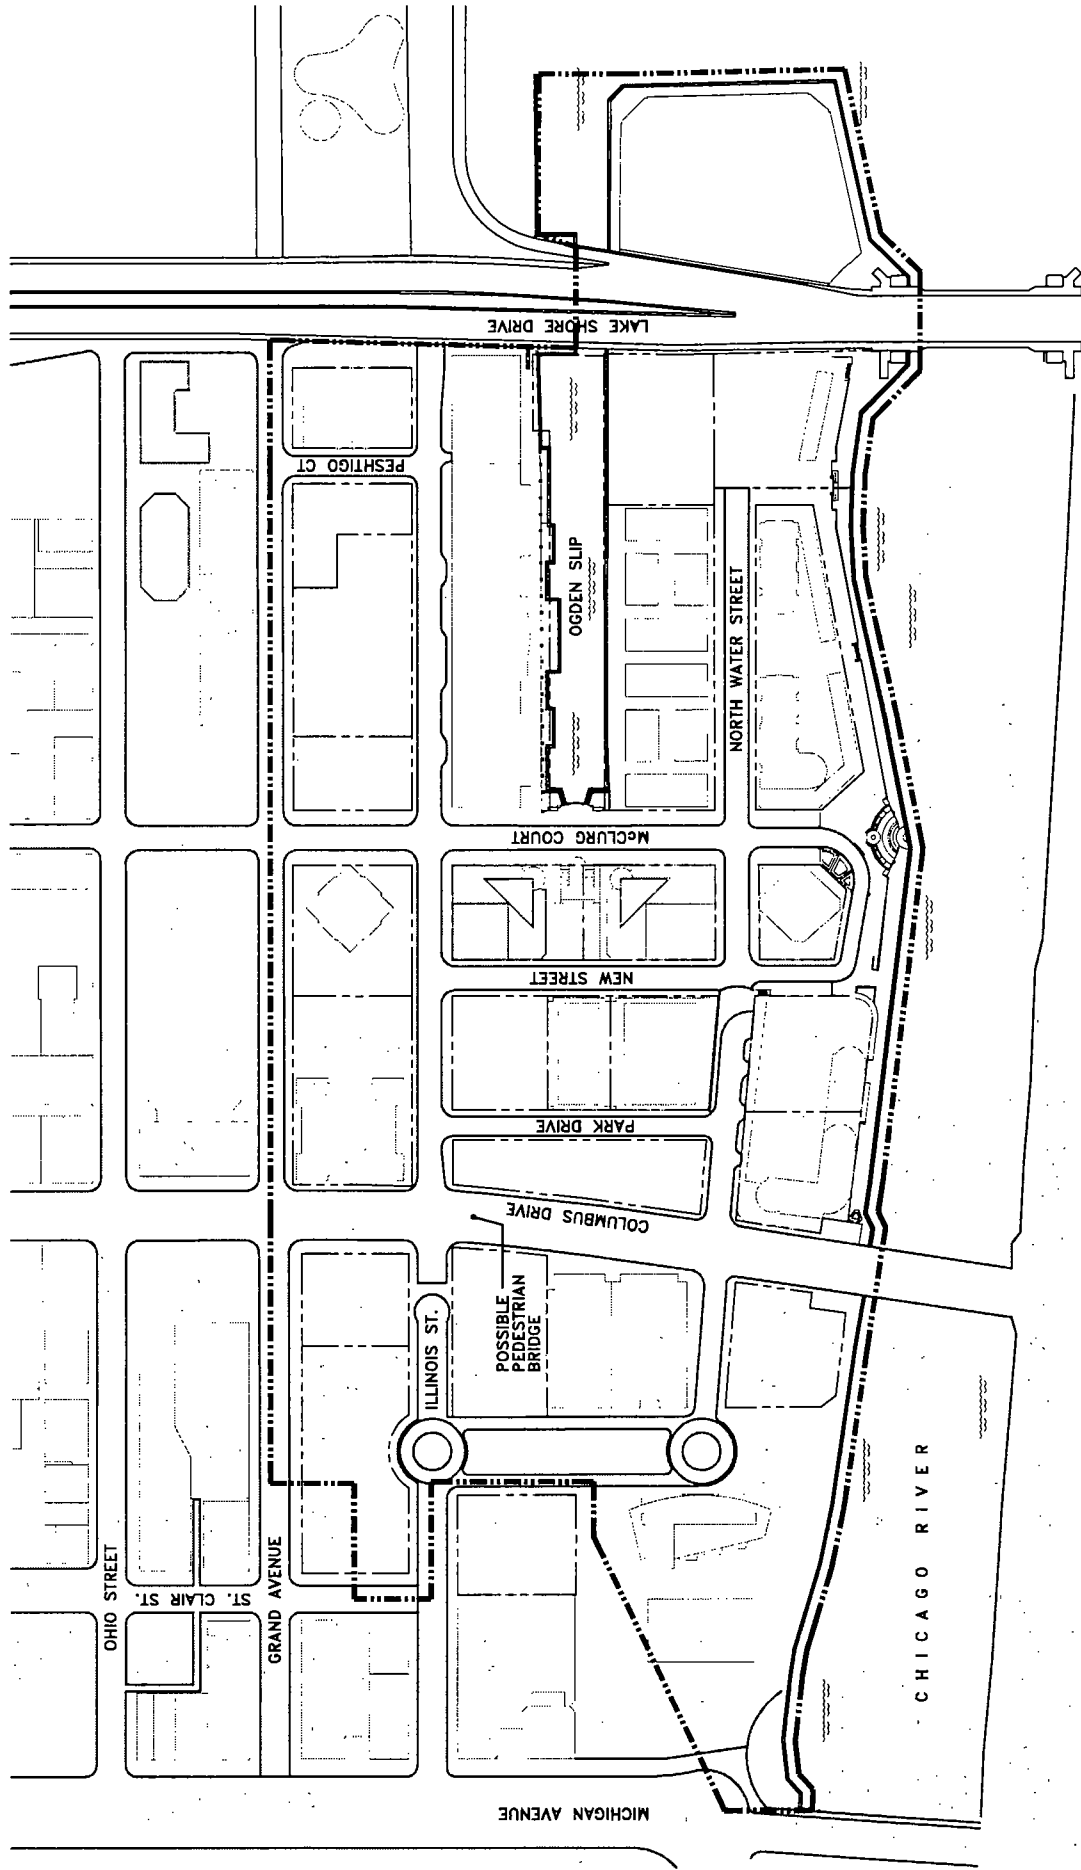 LAKE SHORE DRIVE
PESHTIGO CT
OGDEN SLIP
NORTH WATER STREET
McCLURG COURT
NEW STREET
PARK DRIVE
COLUMBUS DRIVE
POSSIBLE
PEDESTRIAN
BRIDGE
ILLINOIS ST.
OHIO STREET
ST. CLAIR ST.
GRAND AVENUE
MICHIGAN AVENUE
CHICAGO RIVER